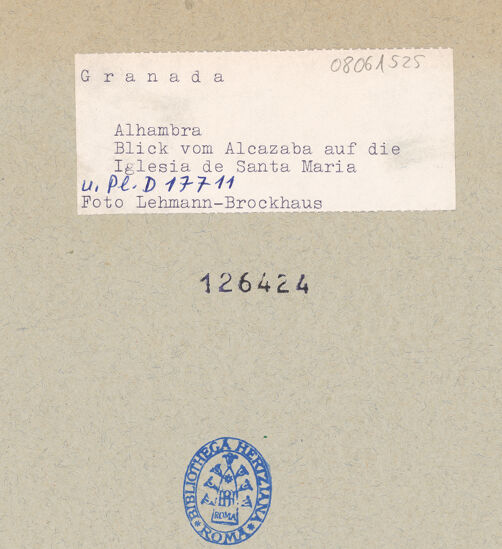 08061525
Granada
Alhambra
Blick vom Alcazaba auf die
Iglesia de Santa Maria
u. Pl. D 17711
Foto Lehmann-Brockhaus
126424
BIBLIOTHECA HERTZIANA
ROMA
* ROMA *